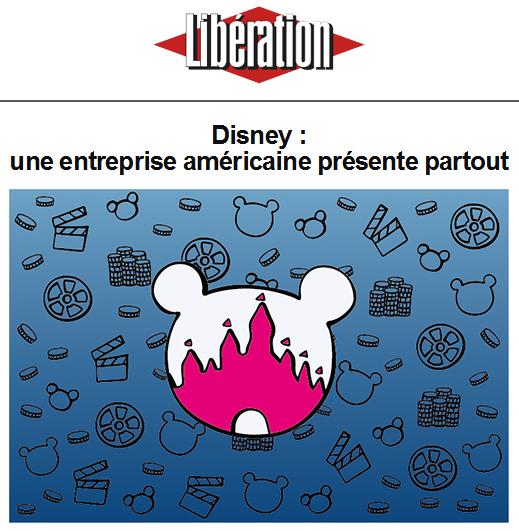 Libération
Disney :
une entreprise américaine présente partout